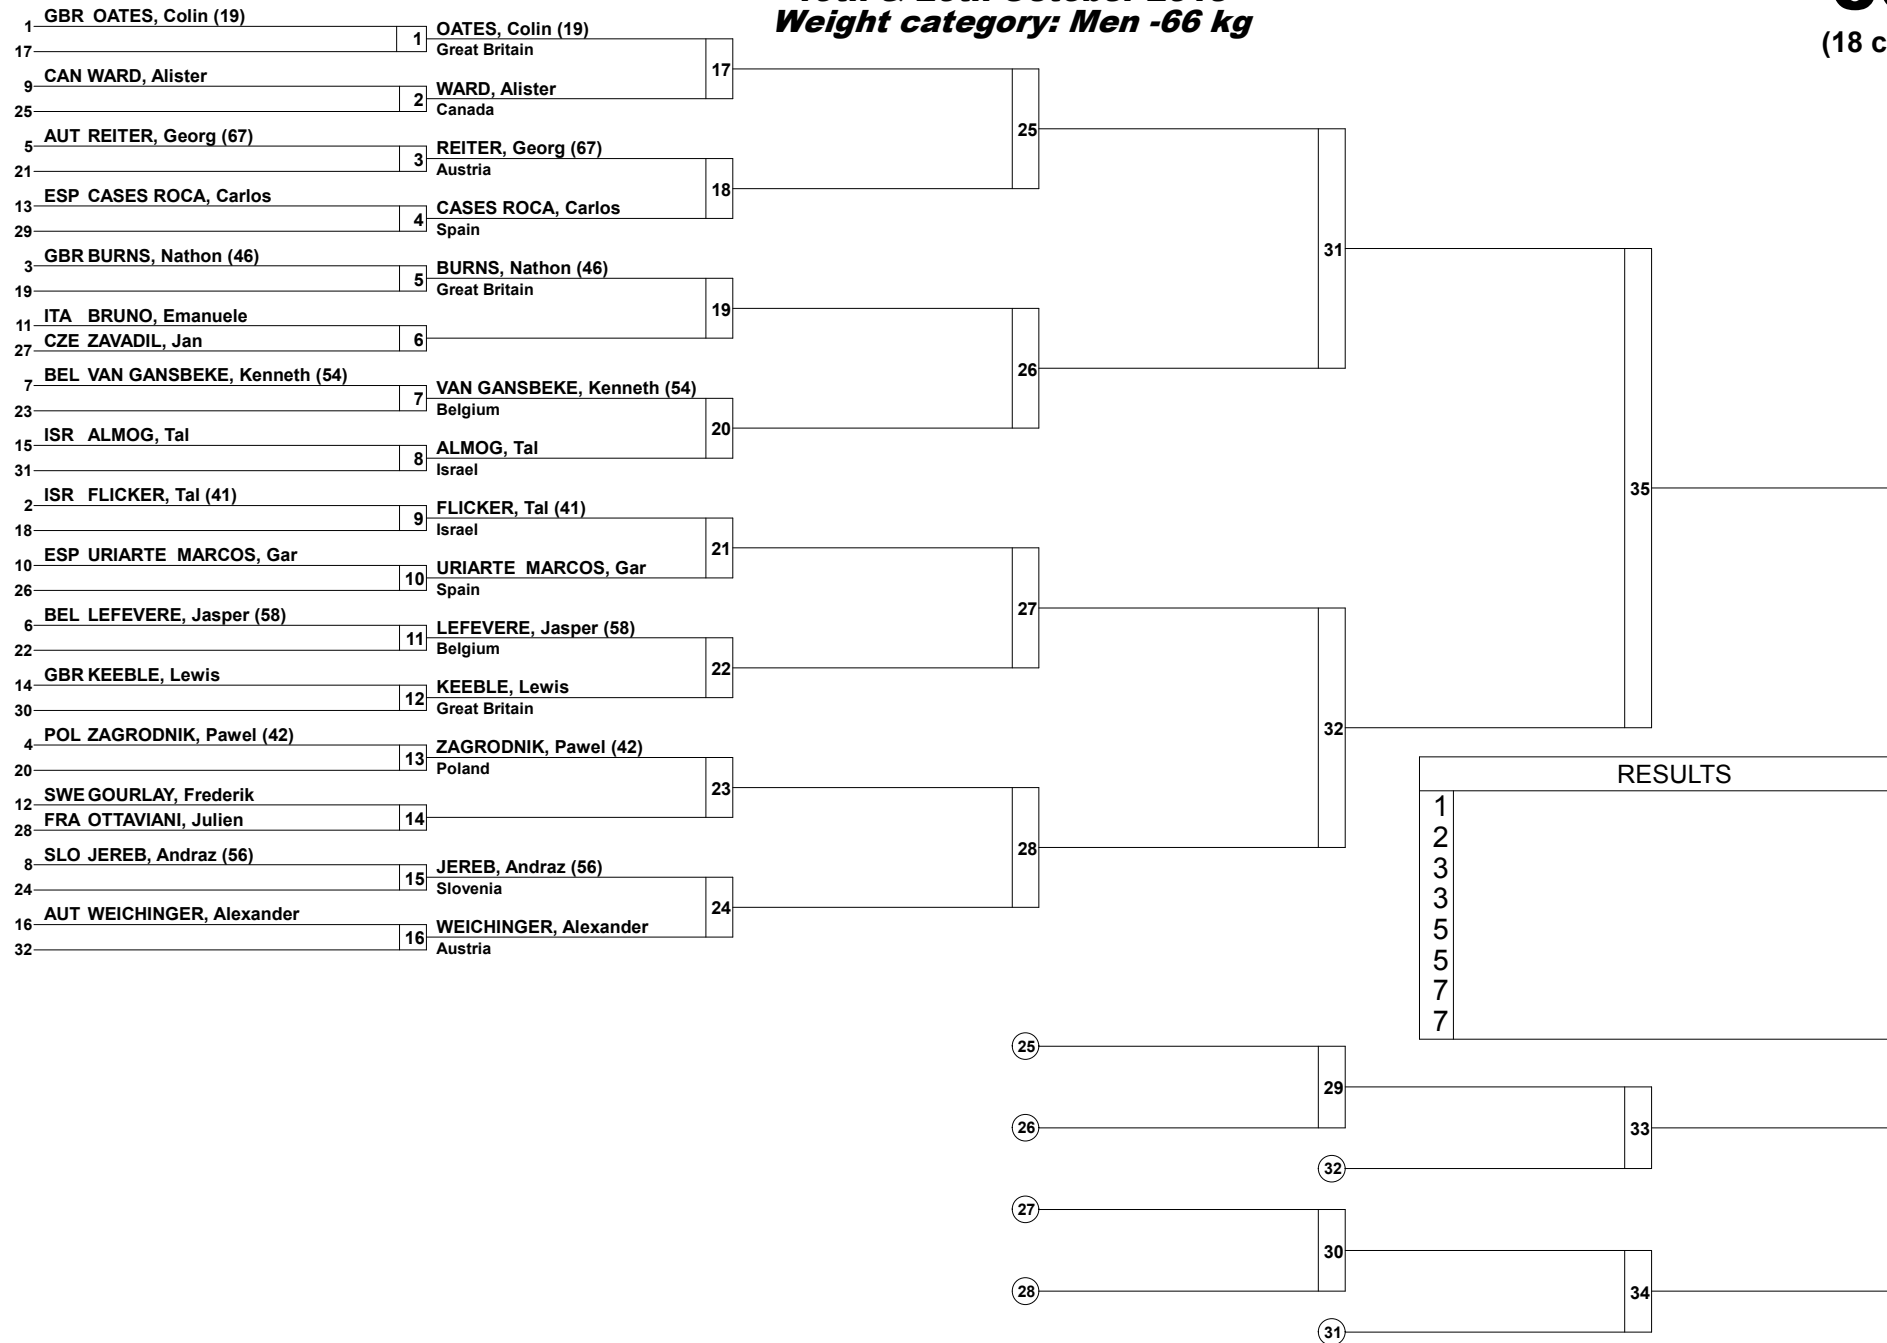 Weight category: Men -66 kg
(18 c
1 GBR OATES, Colin (19)
17
1 OATES, Colin (19)
Great Britain
9 CAN WARD, Alister
25
2 WARD, Alister
Canada
17
5 AUT REITER, Georg (67)
21
3 REITER, Georg (67)
Austria
13 ESP CASES ROCA, Carlos
29
4 CASES ROCA, Carlos
Spain
18
25
3 GBR BURNS, Nathon (46)
19
5 BURNS, Nathon (46)
Great Britain
11 ITA BRUNO, Emanuele
27 CZE ZAVADIL, Jan
6
19
7 BEL VAN GANSBEKE, Kenneth (54)
23
7 VAN GANSBEKE, Kenneth (54)
Belgium
15 ISR ALMOG, Tal
31
8 ALMOG, Tal
Israel
20
26
31
2 ISR FLICKER, Tal (41)
18
9 FLICKER, Tal (41)
Israel
10 ESP URIARTE MARCOS, Gar
26
10 URIARTE MARCOS, Gar
Spain
21
6 BEL LEFEVERE, Jasper (58)
22
11 LEFEVERE, Jasper (58)
Belgium
14 GBR KEEBLE, Lewis
30
12 KEEBLE, Lewis
Great Britain
22
27
4 POL ZAGRODNIK, Pawel (42)
20
13 ZAGRODNIK, Pawel (42)
Poland
12 SWE GOURLAY, Frederik
28 FRA OTTAVIANI, Julien
14
23
8 SLO JEREB, Andraz (56)
24
15 JEREB, Andraz (56)
Slovenia
16 AUT WEICHINGER, Alexander
32
16 WEICHINGER, Alexander
Austria
24
28
32
35
RESULTS
1
2
3
3
5
5
7
7
25
26
29
32
33
27
28
30
31
34